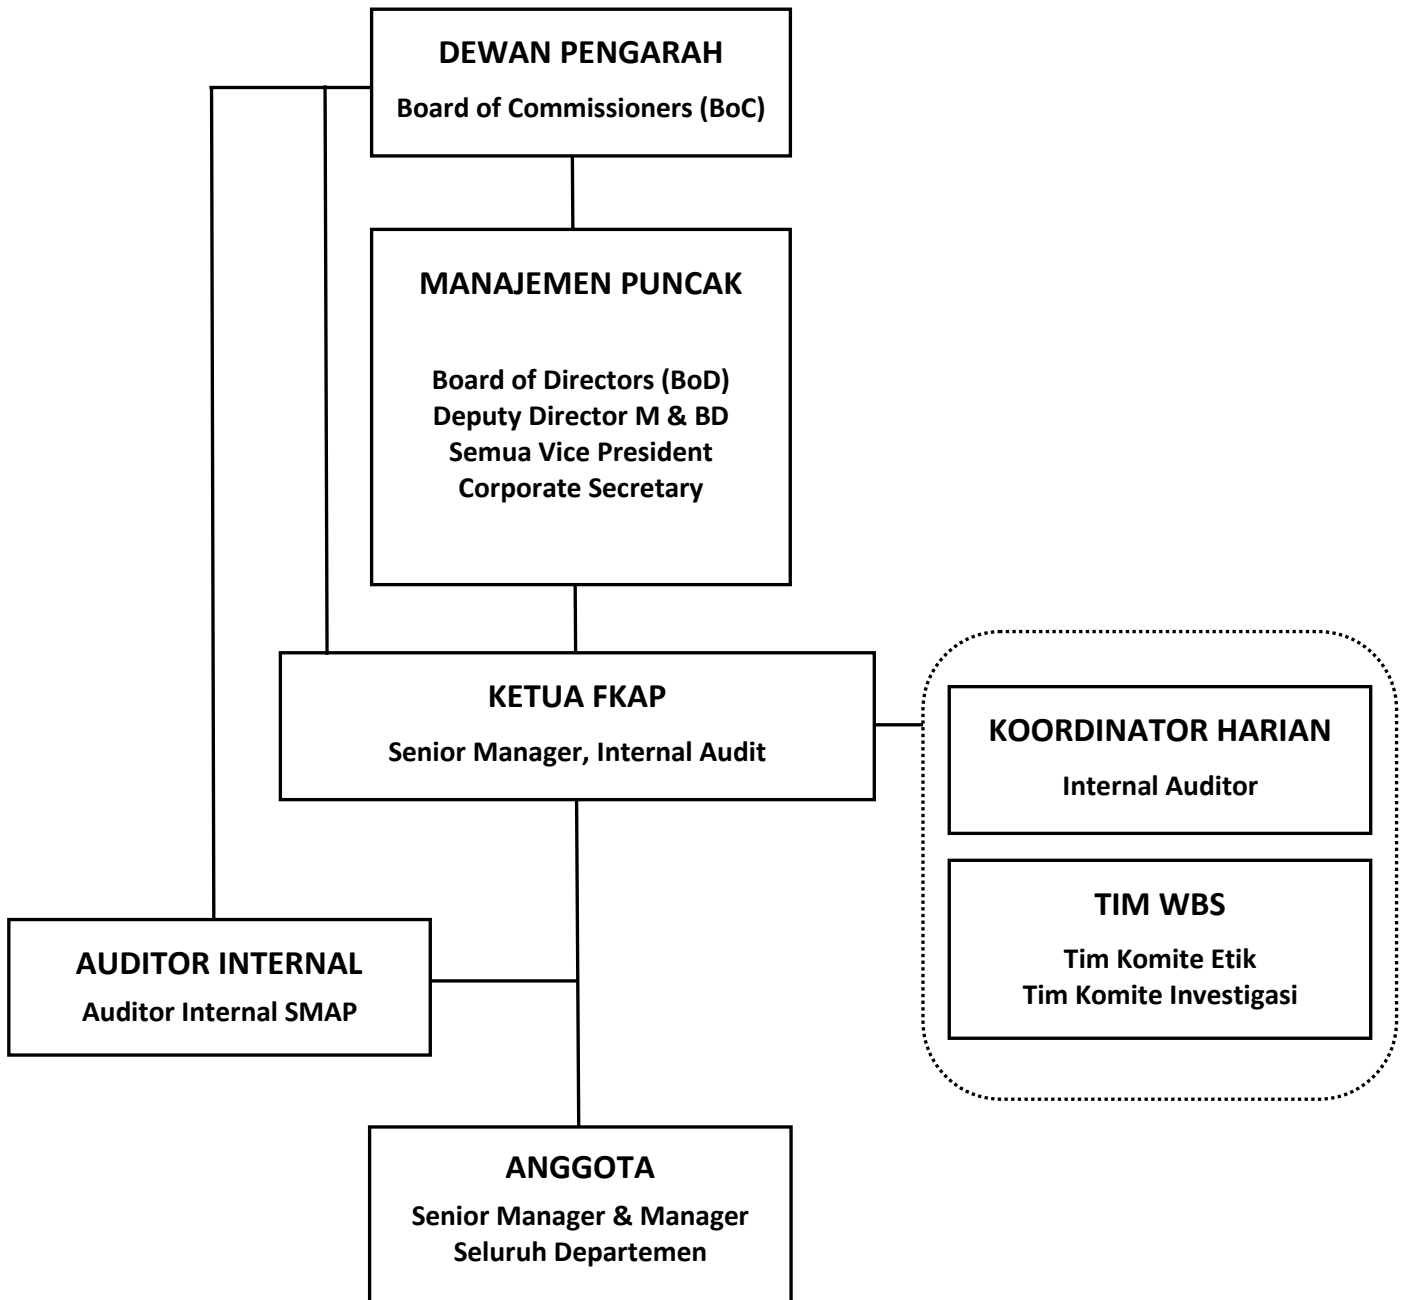 DEWAN PENGARAH
Board of Commissioners (BoC)
MANAJEMEN PUNCAK
Board of Directors (BoD)
Deputy Director M & BD
Semua Vice President
Corporate Secretary
KETUA FKAP
Senior Manager, Internal Audit
KOORDINATOR HARIAN
Internal Auditor
TIM WBS
Tim Komite Etik
Tim Komite Investigasi
AUDITOR INTERNAL
Auditor Internal SMAP
ANGGOTA
Senior Manager & Manager
Seluruh Departemen